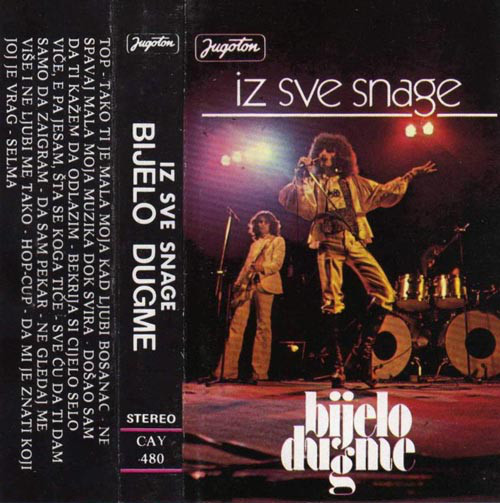 TOP - TAKO TI JE MALA MOJA KAD LJUBI BOSANAC - NE
SPAVAJ MALA MOJA MUZIKA DOK SVIRA - DOŠAO SAM
DA TI KAŽEM DA ODLAZIM - BEKRIJA SI CIJELO SELO
VIČE, E PA JESAM, ŠTA SE KOGA TIČE - SVE ĆU DA TI DAM
SAMO DA ZAIGRAM - DA SAM PEKAR - NE GLEDAJ ME
VIŠE I NE LJUBI ME TAKO - HOP-CUP - DA MI JE ZNATI KOJI
JOJ JE VRAG - SELMA
Jugoton
IZ SVE SNAGE
BIJELO DUGME
STEREO
CAY
480
Jugoton
iz sve snage
bijelo
dugme